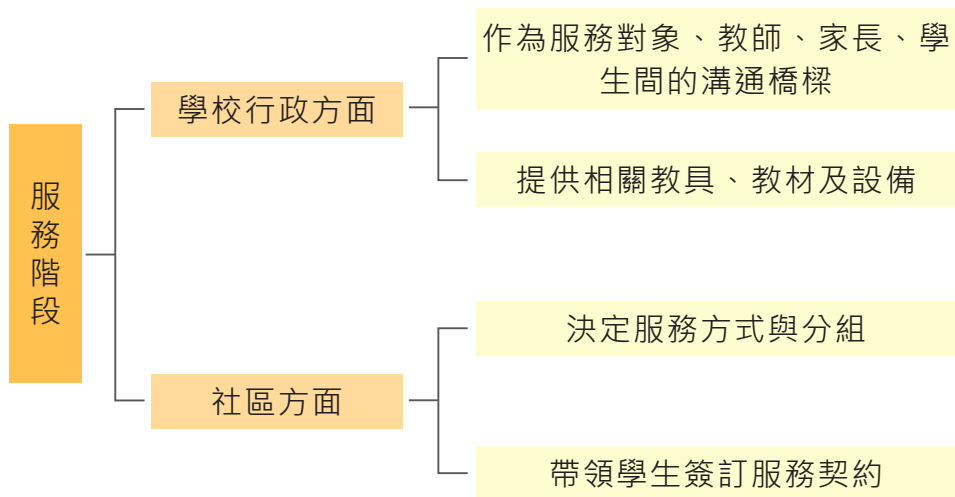 服務階段
學校行政方面
作為服務對象、教師、家長、學
生間的溝通橋樑
提供相關教具、教材及設備
社區方面
決定服務方式與分組
帶領學生簽訂服務契約